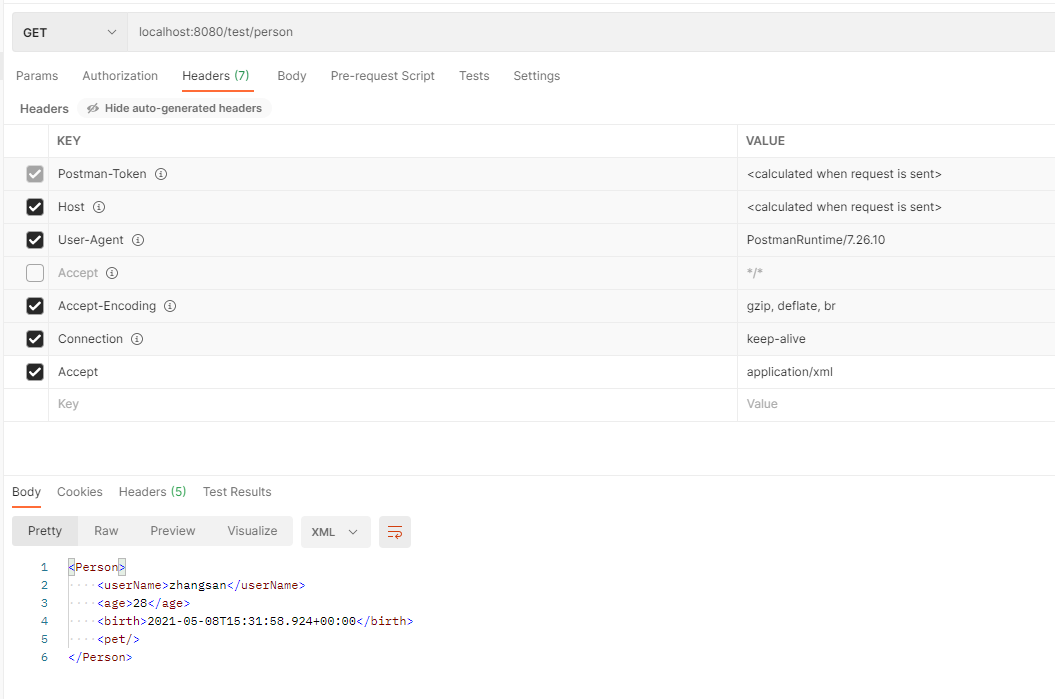 GET localhost:8080/test/person
Params Authorization Headers (7) Body Pre-request Script Tests Settings
Headers Hide auto-generated headers
KEY VALUE
Postman-Token <calculated when request is sent>
Host <calculated when request is sent>
User-Agent PostmanRuntime/7.26.10
Accept */*
Accept-Encoding gzip, deflate, br
Connection keep-alive
Accept application/xml
Key Value
Body Cookies Headers (5) Test Results
Pretty Raw Preview Visualize XML
1 <Person>
2 <userName>zhangsan</userName>
3 <age>28</age>
4 <birth>2021-05-08T15:31:58.924+00:00</birth>
5 <pet/>
6 </Person>